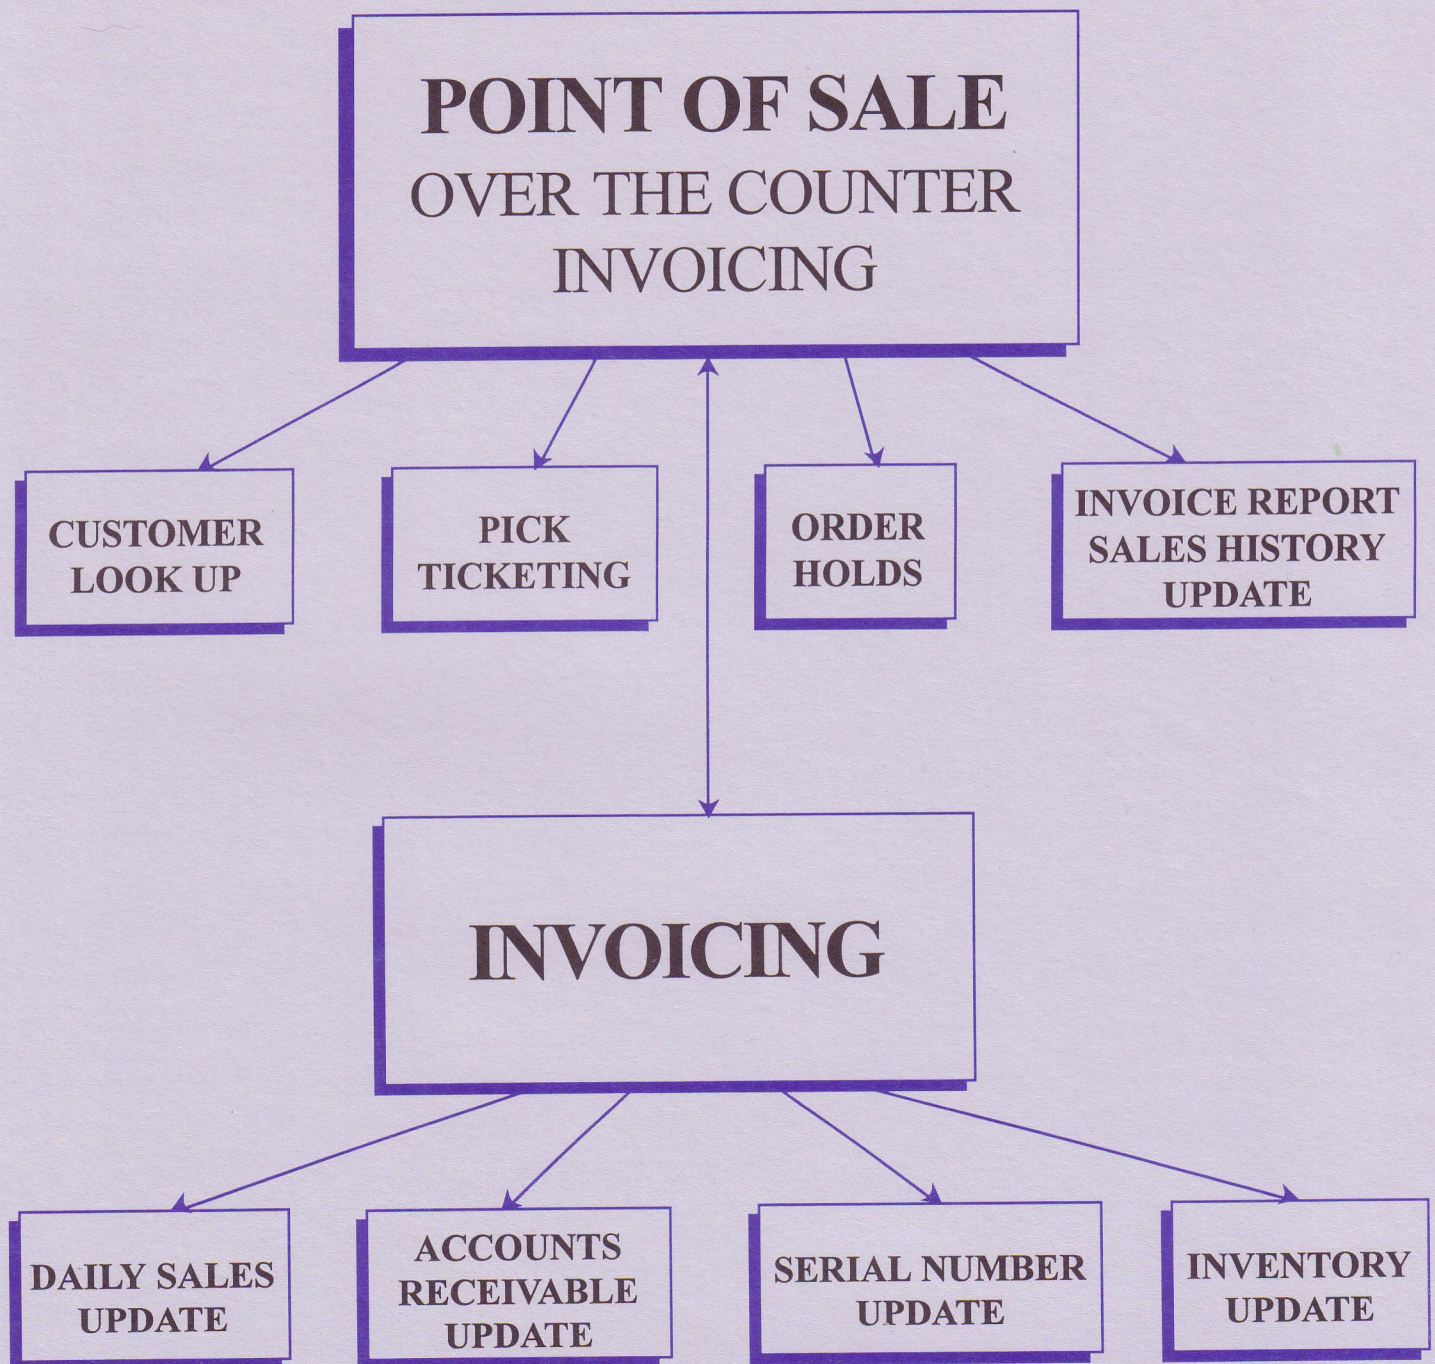 POINT OF SALE
OVER THE COUNTER
INVOICING
CUSTOMER
LOOK UP
PICK
TICKETING
ORDER
HOLDS
INVOICE REPORT
SALES HISTORY
UPDATE
INVOICING
DAILY SALES
UPDATE
ACCOUNTS
RECEIVABLE
UPDATE
SERIAL NUMBER
UPDATE
INVENTORY
UPDATE